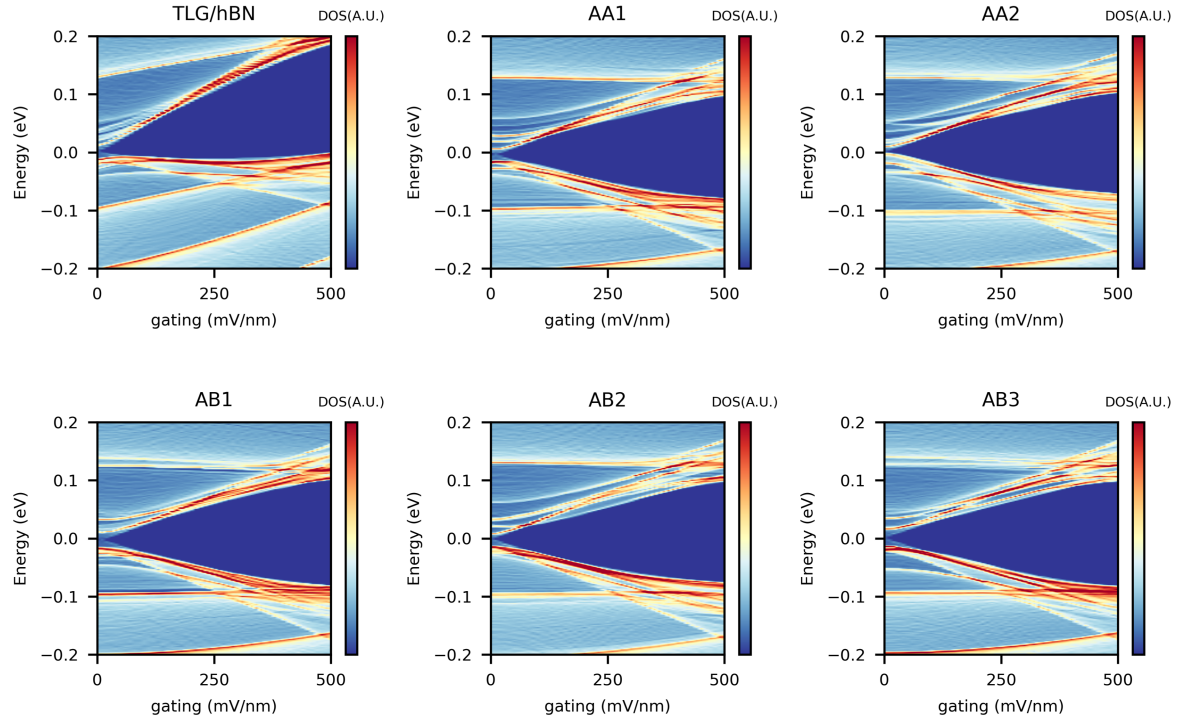 TLG/hBN DOS(A.U.) AA1 DOS(A.U.) AA2 DOS(A.U.)
0.2 0.2 0.2
0.1 0.1 0.1
0.0 0.0 0.0
−0.1 −0.1 −0.1
−0.2 −0.2 −0.2
Energy (eV) Energy (eV) Energy (eV)
0 250 500 0 250 500 0 250 500
gating (mV/nm) gating (mV/nm) gating (mV/nm)
AB1 DOS(A.U.) AB2 DOS(A.U.) AB3 DOS(A.U.)
0.2 0.2 0.2
0.1 0.1 0.1
0.0 0.0 0.0
−0.1 −0.1 −0.1
−0.2 −0.2 −0.2
Energy (eV) Energy (eV) Energy (eV)
0 250 500 0 250 500 0 250 500
gating (mV/nm) gating (mV/nm) gating (mV/nm)